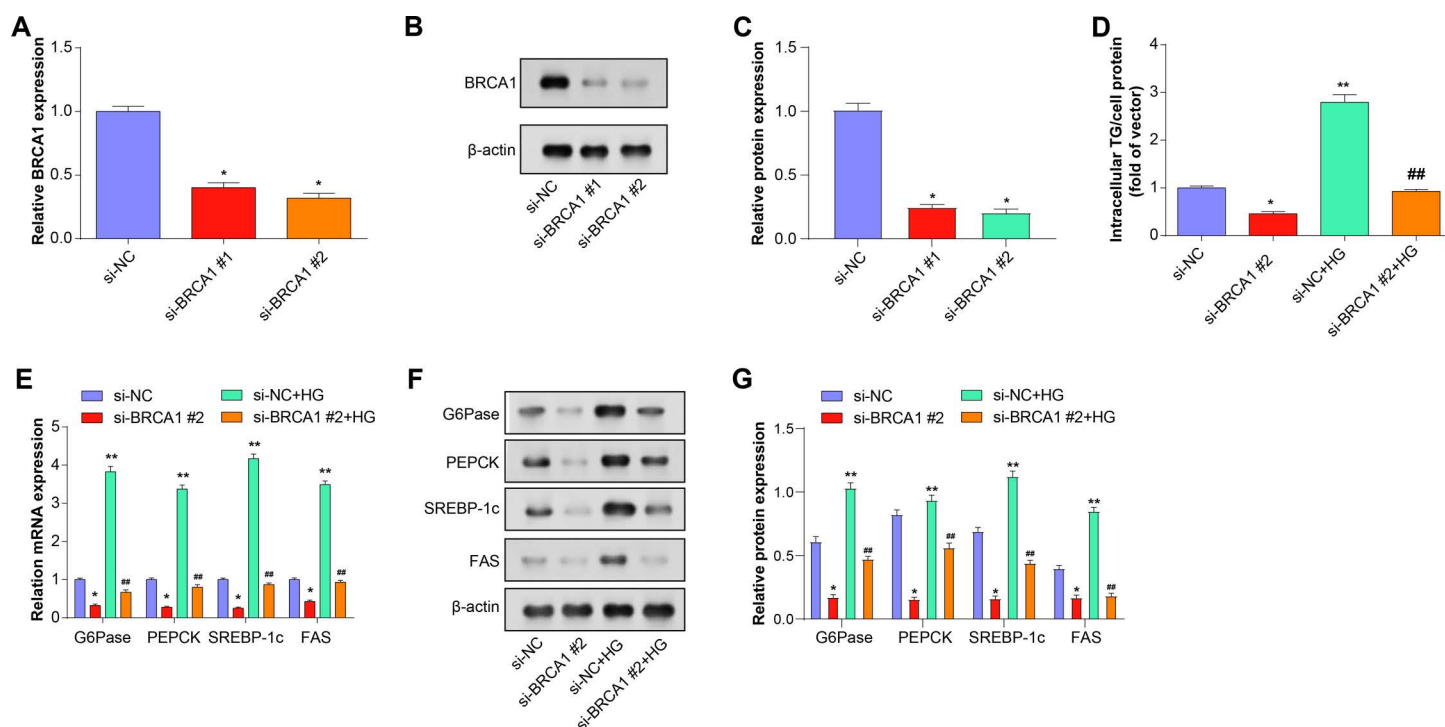 A
Relative BRCA1 expression
1.5
1.0
0.5
0.0
*
*
si-NC
si-BRCA1 #1
si-BRCA1 #2
B
BRCA1
β-actin
si-NC
si-BRCA1 #1
si-BRCA1 #2
C
Relative protein expression
1.5
1.0
0.5
0.0
*
*
si-NC
si-BRCA1 #1
si-BRCA1 #2
D
Intracellular TG/cell protein
(fold of vector)
4
3
2
1
0
*
**
##
si-NC
si-BRCA1 #2
si-NC+HG
si-BRCA1 #2+HG
E
si-NC
si-NC+HG
si-BRCA1 #2
si-BRCA1 #2+HG
Relation mRNA expression
5
4
3
2
1
0
*
**
##
*
**
##
*
**
##
*
**
##
G6Pase
PEPCK
SREBP-1c
FAS
F
G6Pase
PEPCK
SREBP-1c
FAS
β-actin
si-NC
si-BRCA1 #2
si-NC+HG
si-BRCA1 #2+HG
G
si-NC
si-NC+HG
si-BRCA1 #2
si-BRCA1 #2+HG
Relative protein expression
1.5
1.0
0.5
0.0
*
**
##
*
**
##
*
**
##
*
**
##
G6Pase
PEPCK
SREBP-1c
FAS